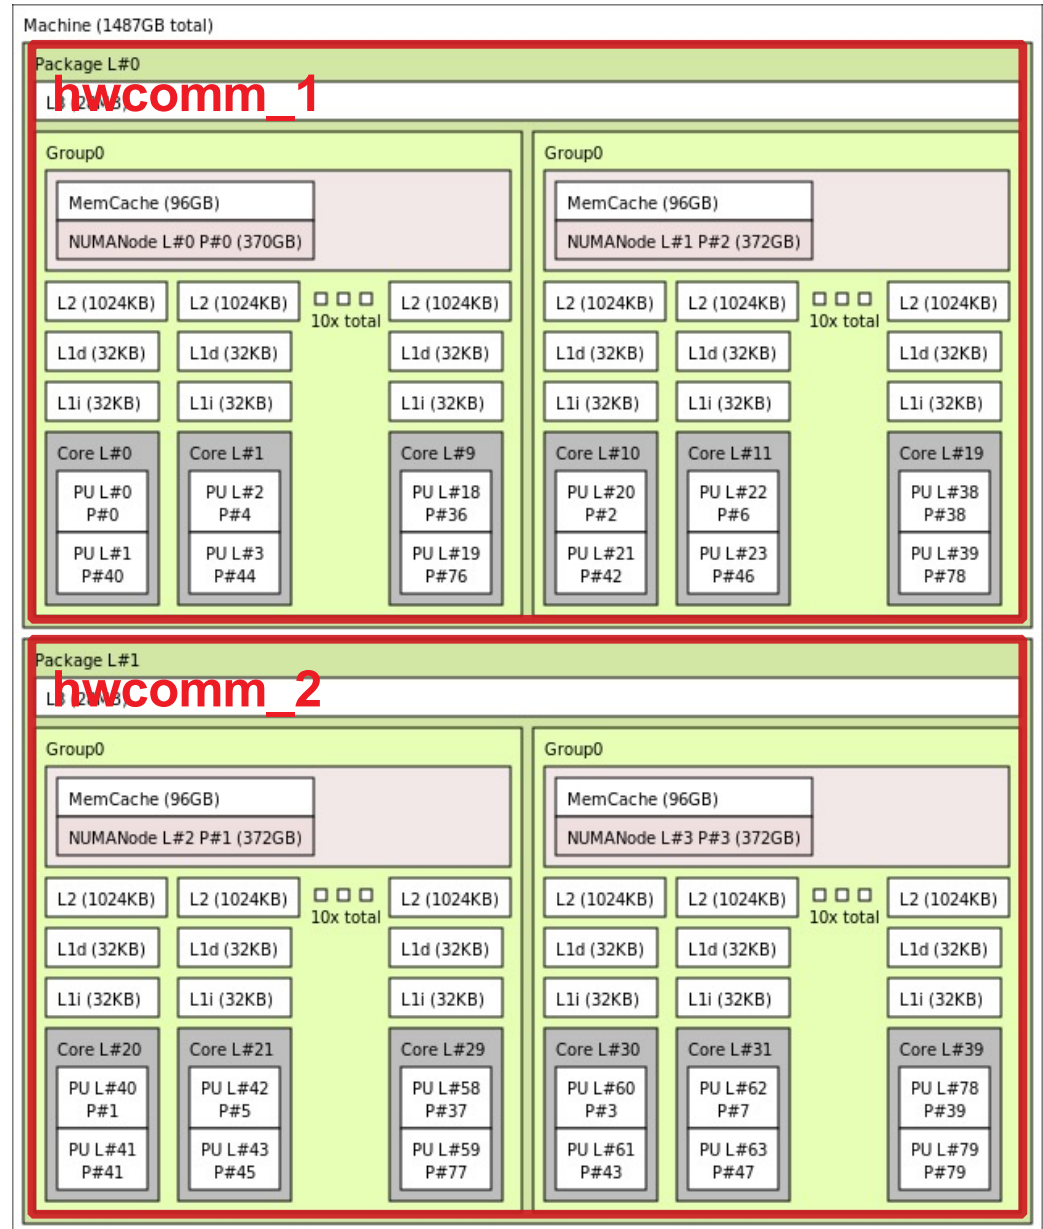 Machine (1487GB total)
Package L#0
hwcomm_1
Group0 Group0
MemCache (96GB) MemCache (96GB)
NUMANode L#0 P#0 (370GB) NUMANode L#1 P#2 (372GB)
L2 (1024KB) L2 (1024KB) L2 (1024KB) L2 (1024KB) L2 (1024KB) L2 (1024KB)
10x total 10x total
L1d (32KB) L1d (32KB) L1d (32KB) L1d (32KB) L1d (32KB) L1d (32KB)
L1i (32KB) L1i (32KB) L1i (32KB) L1i (32KB) L1i (32KB) L1i (32KB)
Core L#0 Core L#1 Core L#9 Core L#10 Core L#11 Core L#19
PU L#0 PU L#2 PU L#18 PU L#20 PU L#22 PU L#38
P#0 P#4 P#36 P#2 P#6 P#38
PU L#1 PU L#3 PU L#19 PU L#21 PU L#23 PU L#39
P#40 P#44 P#76 P#42 P#46 P#78
Package L#1
hwcomm_2
Group0 Group0
MemCache (96GB) MemCache (96GB)
NUMANode L#2 P#1 (372GB) NUMANode L#3 P#3 (372GB)
L2 (1024KB) L2 (1024KB) L2 (1024KB) L2 (1024KB) L2 (1024KB) L2 (1024KB)
10x total 10x total
L1d (32KB) L1d (32KB) L1d (32KB) L1d (32KB) L1d (32KB) L1d (32KB)
L1i (32KB) L1i (32KB) L1i (32KB) L1i (32KB) L1i (32KB) L1i (32KB)
Core L#20 Core L#21 Core L#29 Core L#30 Core L#31 Core L#39
PU L#40 PU L#42 PU L#58 PU L#60 PU L#62 PU L#78
P#1 P#5 P#37 P#3 P#7 P#39
PU L#41 PU L#43 PU L#59 PU L#61 PU L#63 PU L#79
P#41 P#45 P#77 P#43 P#47 P#79